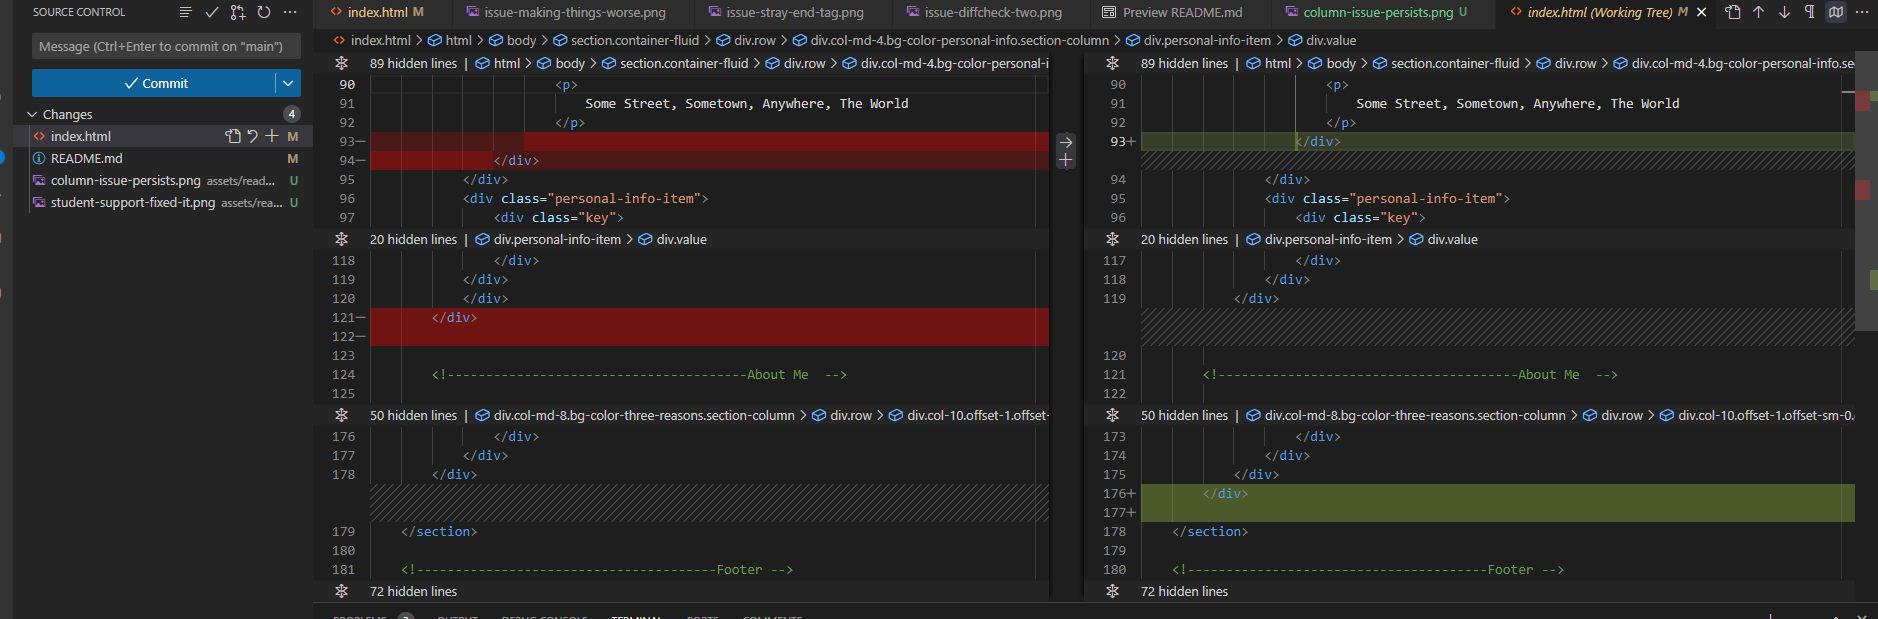 SOURCE CONTROL
Message (Ctrl+Enter to commit on "main")
Commit
Changes 4
index.html M
README.md M
column-issue-persists.png assets/read... U
student-support-fixed-it.png assets/rea... U
index.html M issue-making-things-worse.png issue-stray-end-tag.png issue-diffcheck-two.png Preview README.md column-issue-persists.png U index.html (Working Tree) M
index.html > html > body > section.container-fluid > div.row > div.col-md-4.bg-color-personal-info.section-column > div.personal-info-item > div.value
89 hidden lines | html > body > section.container-fluid > div.row > div.col-md-4.bg-color-personal-i
90 <p>
91 Some Street, Sometown, Anywhere, The World
92 </p>
93−
94− </div>
95 </div>
96 <div class="personal-info-item">
97 <div class="key">
20 hidden lines | div.personal-info-item > div.value
118 </div>
119 </div>
120 </div>
121− </div>
122−
123
124 <!---------------------------------------About Me -->
125
50 hidden lines | div.col-md-8.bg-color-three-reasons.section-column > div.row > div.col-10.offset-1.offset-
176 </div>
177 </div>
178 </div>
179 </section>
180
181 <!---------------------------------------Footer -->
72 hidden lines
89 hidden lines | html > body > section.container-fluid > div.row > div.col-md-4.bg-color-personal-info.se
90 <p>
91 Some Street, Sometown, Anywhere, The World
92 </p>
93+ </div>
94 </div>
95 <div class="personal-info-item">
96 <div class="key">
20 hidden lines | div.personal-info-item > div.value
117 </div>
118 </div>
119 </div>
120
121 <!---------------------------------------About Me -->
122
50 hidden lines | div.col-md-8.bg-color-three-reasons.section-column > div.row > div.col-10.offset-1.offset-sm-0.
173 </div>
174 </div>
175 </div>
176+ </div>
177+
178 </section>
179
180 <!---------------------------------------Footer -->
72 hidden lines
PROBLEMS OUTPUT DEBUG CONSOLE TERMINAL PORTS COMMENTS